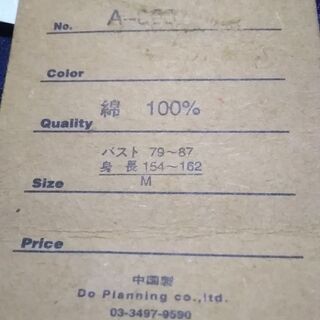 No.
Color
Quality 綿 100%
バスト 79~87
身長 154~162
Size M
Price
中国製
Do Planning co.,ltd.
03-3497-9590